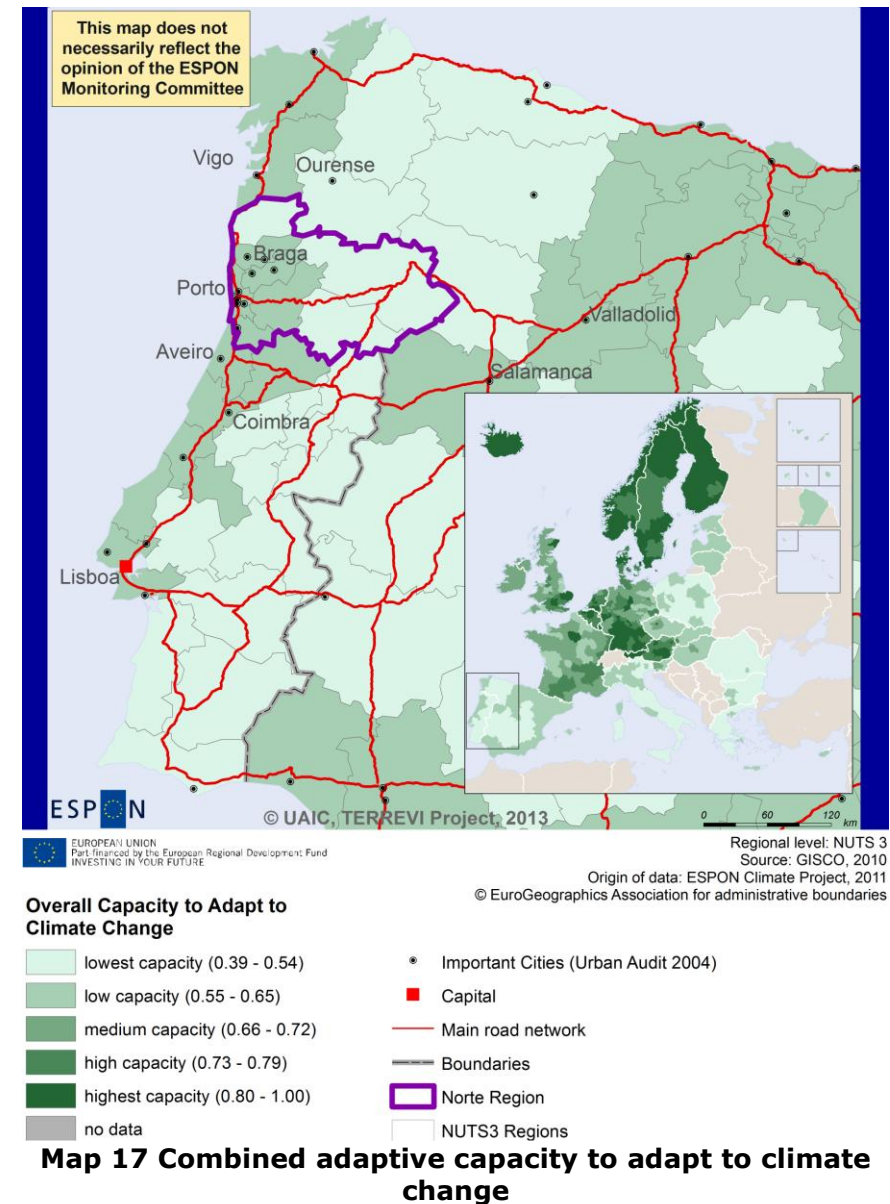 This map does not
necessarily reflect the
opinion of the ESPON
Monitoring Committee
Vigo
Ourense
Braga
Porto
Valladolid
Aveiro
Salamanca
Coimbra
Lisboa
ESPON
© UAIC, TERREVI Project, 2013
0 60 120
km
EUROPEAN UNION
Part-financed by the European Regional Development Fund
INVESTING IN YOUR FUTURE
Regional level: NUTS 3
Source: GISCO, 2010
Origin of data: ESPON Climate Project, 2011
© EuroGeographics Association for administrative boundaries
Overall Capacity to Adapt to
Climate Change
lowest capacity (0.39 - 0.54)
low capacity (0.55 - 0.65)
medium capacity (0.66 - 0.72)
high capacity (0.73 - 0.79)
highest capacity (0.80 - 1.00)
no data
Important Cities (Urban Audit 2004)
Capital
Main road network
Boundaries
Norte Region
NUTS3 Regions
Map 17 Combined adaptive capacity to adapt to climate
change